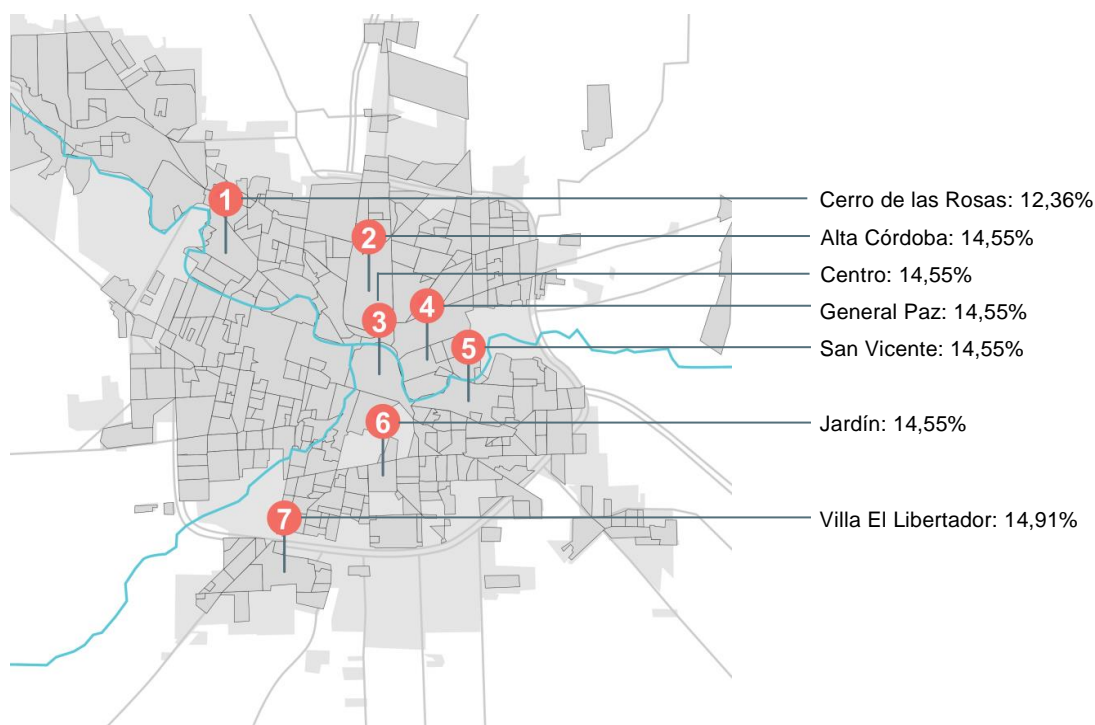 1
Cerro de las Rosas: 12,36%
2
Alta Córdoba: 14,55%
3
Centro: 14,55%
4
General Paz: 14,55%
5
San Vicente: 14,55%
6
Jardín: 14,55%
7
Villa El Libertador: 14,91%